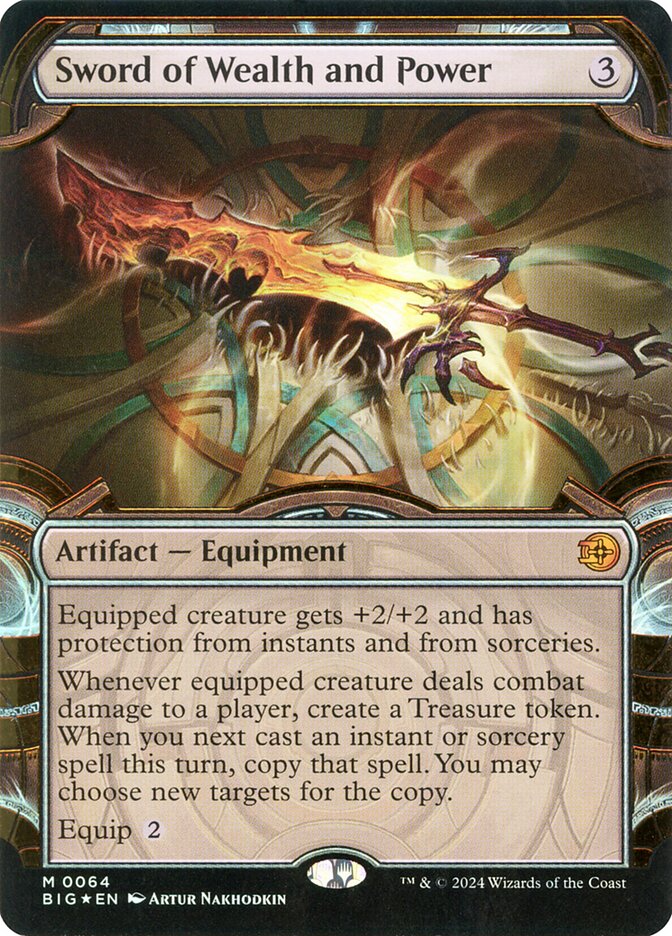 Sword of Wealth and Power 3
Artifact — Equipment
Equipped creature gets +2/+2 and has
protection from instants and from sorceries.
Whenever equipped creature deals combat
damage to a player, create a Treasure token.
When you next cast an instant or sorcery
spell this turn, copy that spell. You may
choose new targets for the copy.
Equip 2
M 0064
BIG★EN Artur Nakhodkin
™ & © 2024 Wizards of the Coast